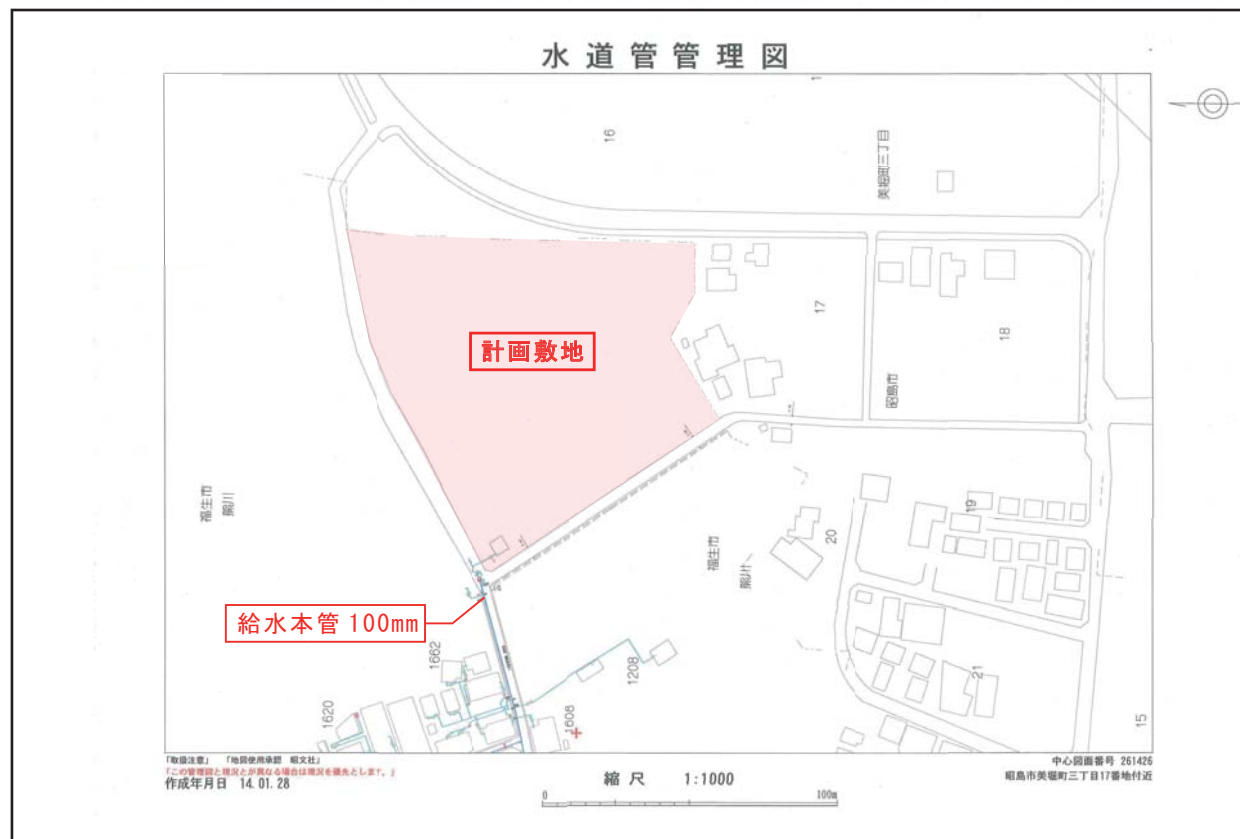 水道管管理図
16
1
美堀町三丁目
17
18
昭島市
計画敷地
福生市
熊川
福生市
熊川
19
20
21
15
給水本管 100mm
1662
1620
1208
1608
「取扱注意」 「地図使用承認 昭文社」
「この管理図と現況とが異なる場合は現況を優先とします。」
作成年月日 14.01.28
縮尺 1:1000
0 100m
中心図面番号 261426
昭島市美堀町三丁目17番地付近